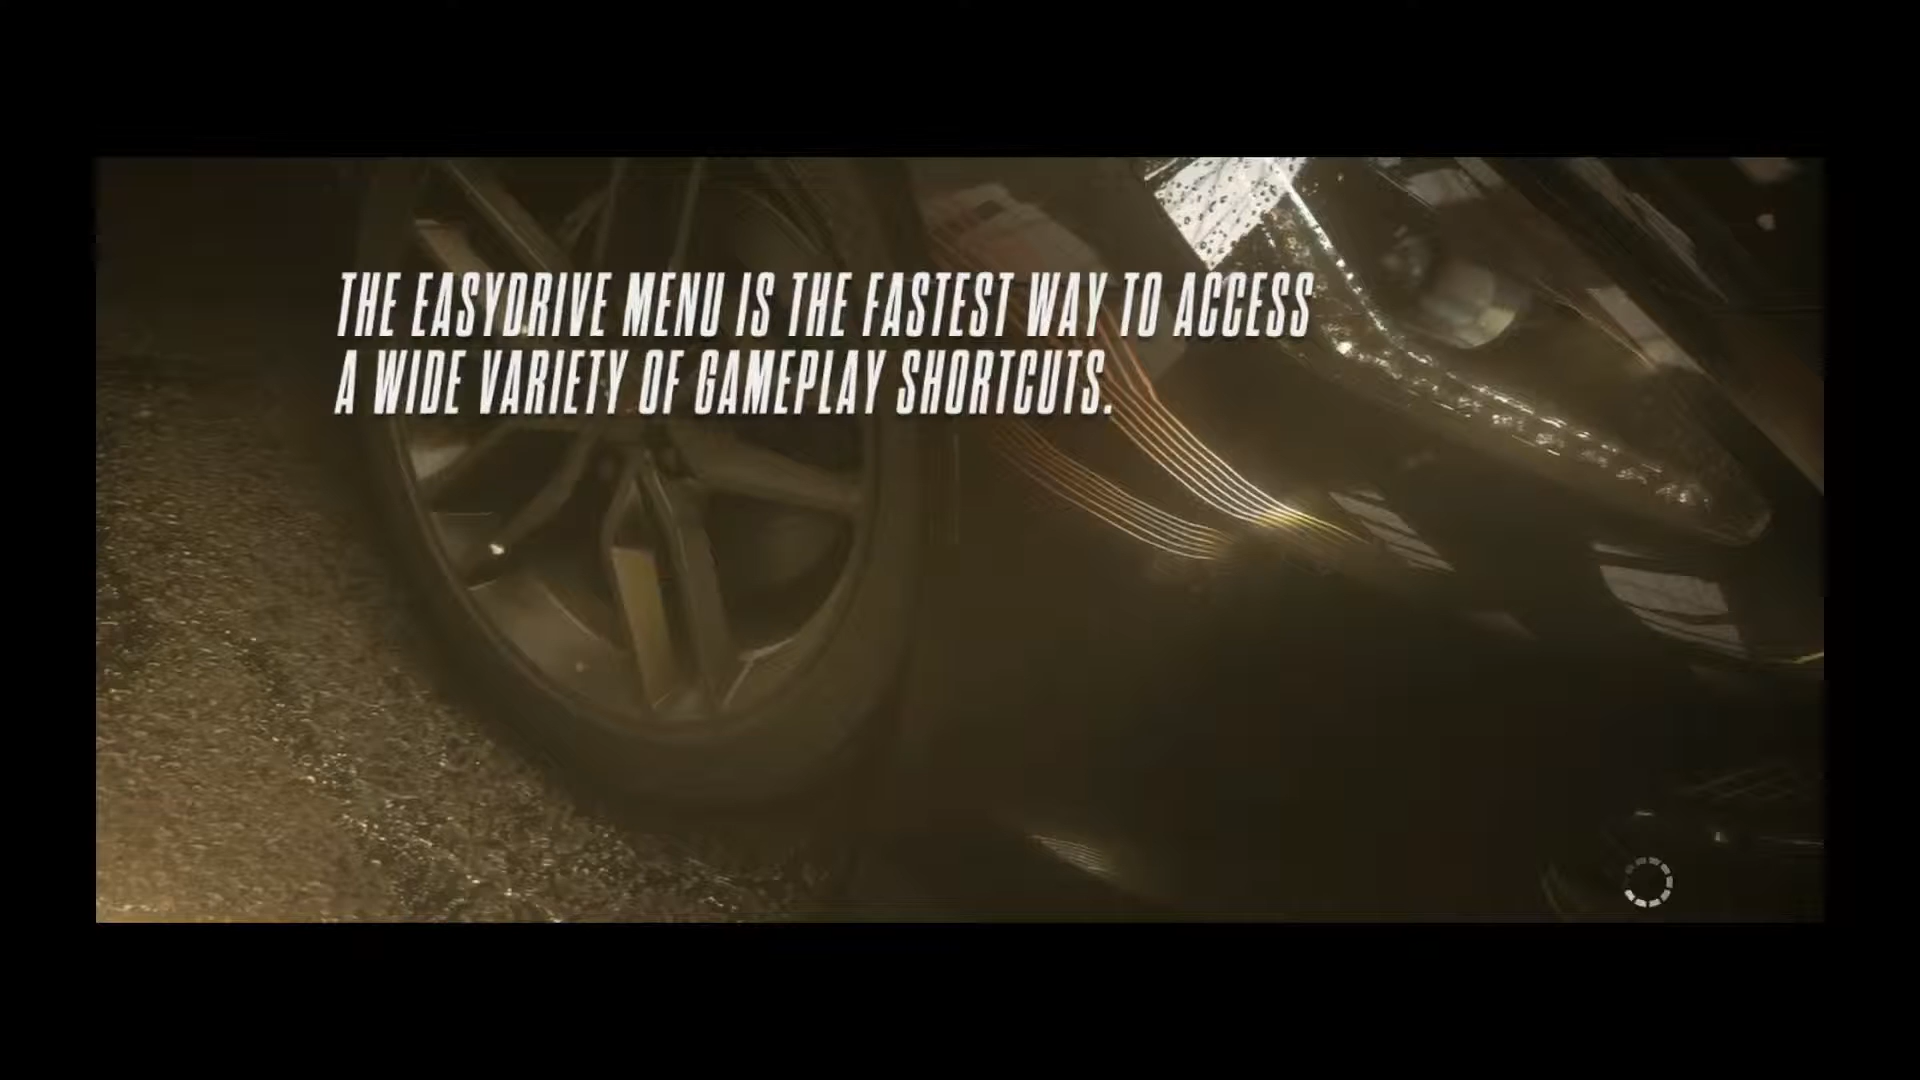 THE EASYDRIVE MENU IS THE FASTEST WAY TO ACCESS
A WIDE VARIETY OF GAMEPLAY SHORTCUTS.